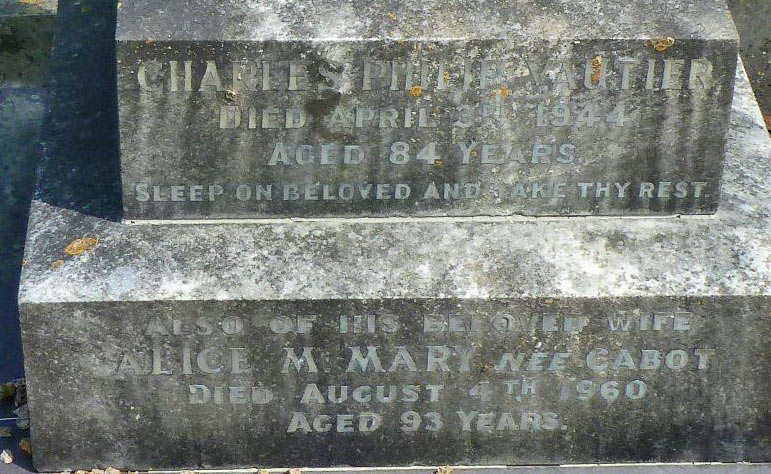 CHARLES PHILIP VAUTIER.
DIED APRIL 3RD 1944
AGED 84 YEARS.
SLEEP ON BELOVED AND TAKE THY REST.
ALSO OF HIS BELOVED WIFE
ALICE M. MARY NÉE CABOT
DIED AUGUST 4TH 1960
AGED 93 YEARS.